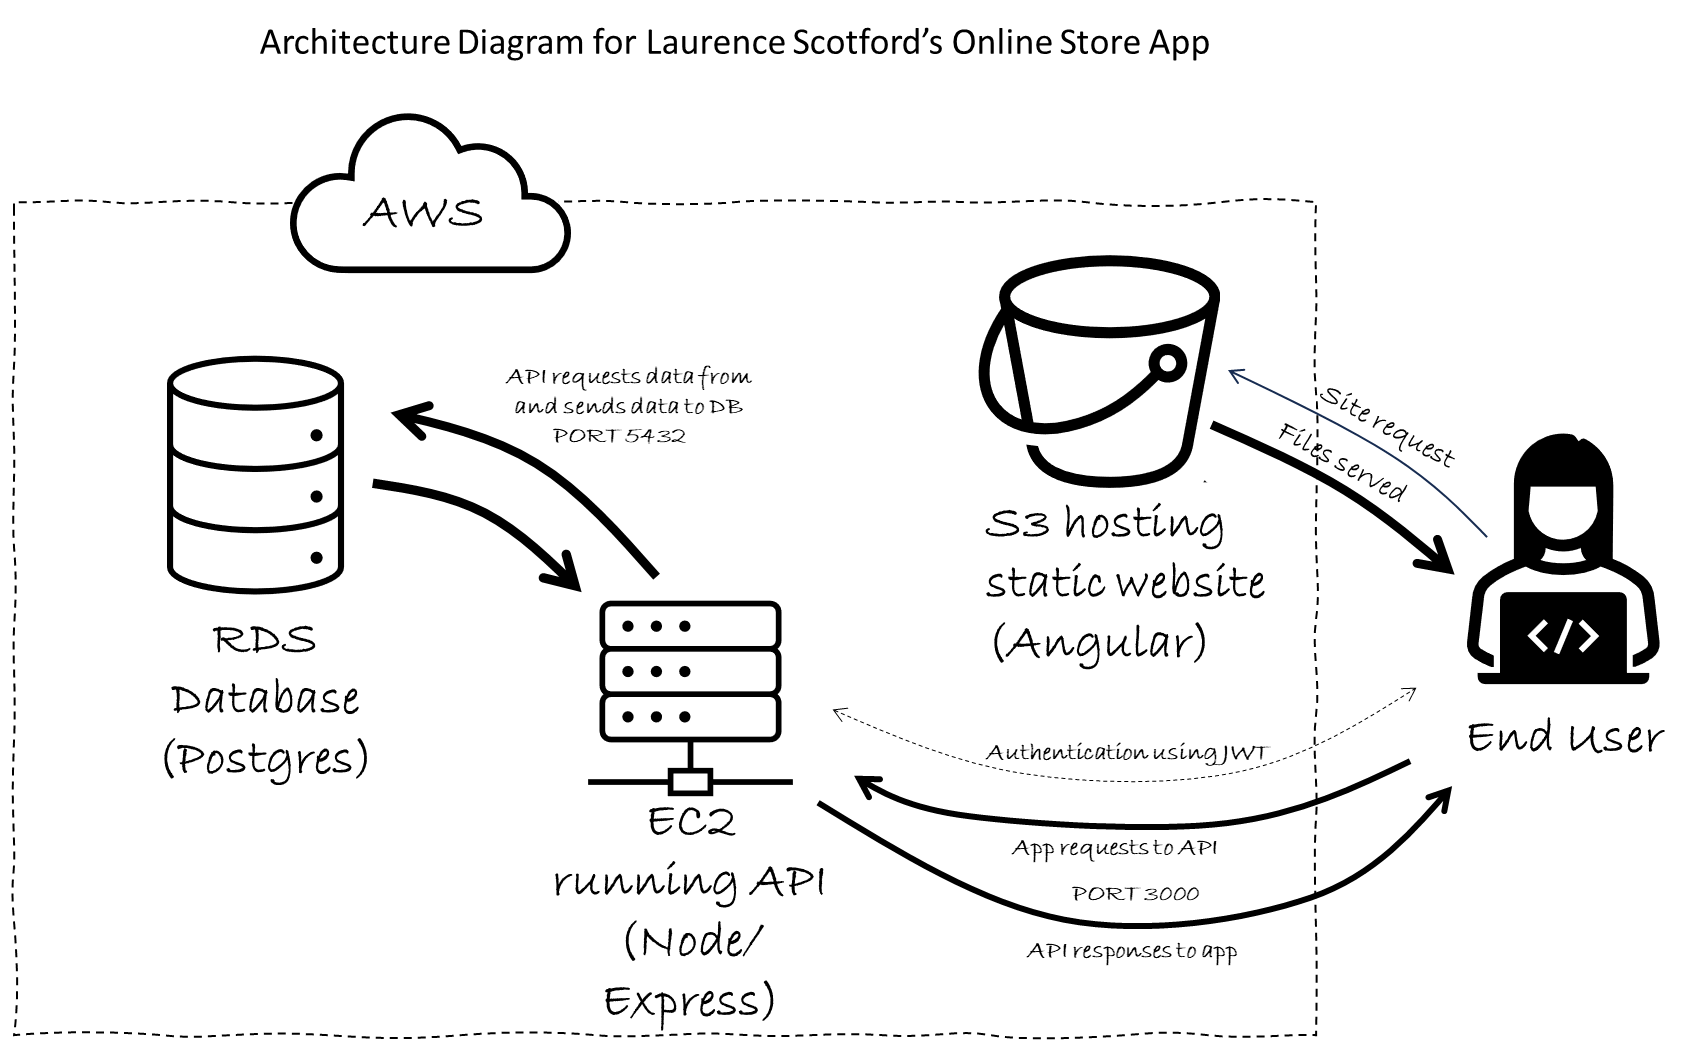 Architecture Diagram for Laurence Scotford's Online Store App
AWS
API requests data from
and sends data to DB
PORT 5432
Site request
Files served
S3 hosting
static website
(Angular)
</>
RDS
Database
(Postgres)
End User
Authentication using JWT
EC2
running API
(Node/
Express)
App requests to API
PORT 3000
API responses to app